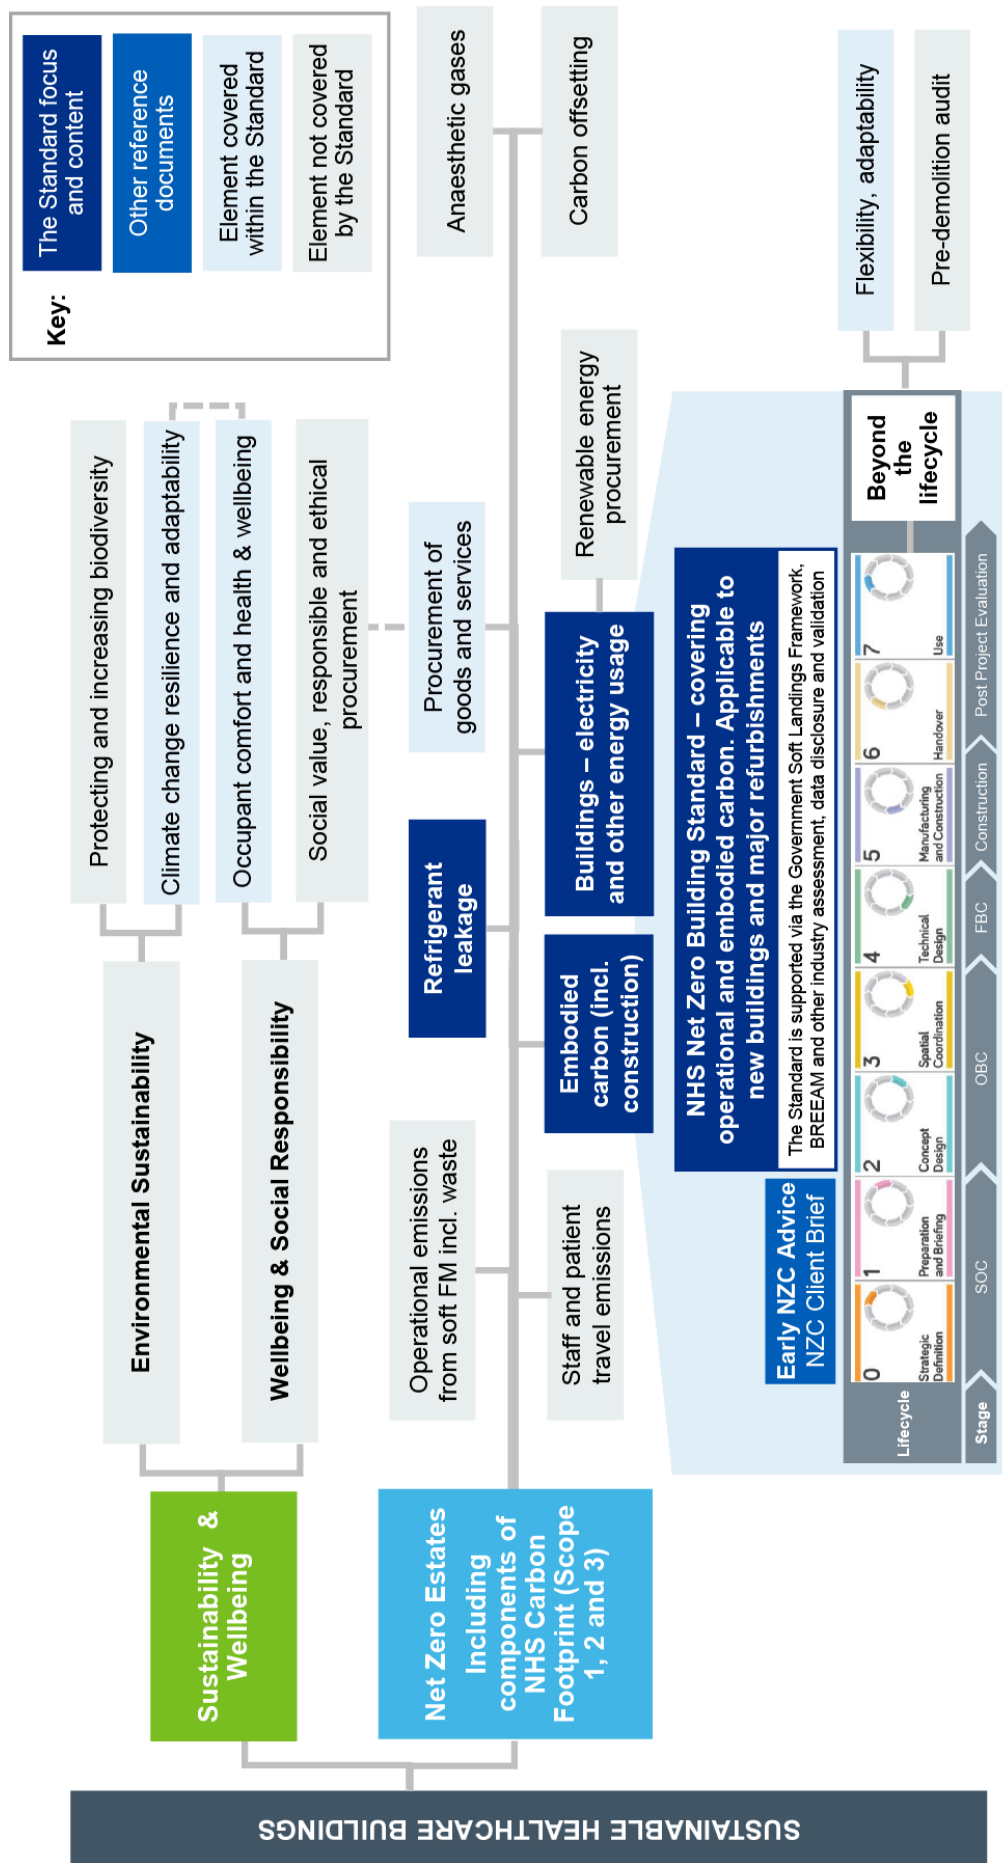 SUSTAINABLE HEALTHCARE BUILDINGS
Sustainability &
Wellbeing
Environmental Sustainability
Wellbeing & Social Responsibility
Protecting and increasing biodiversity
Climate change resilience and adaptability
Occupant comfort and health & wellbeing
Social value, responsible and ethical
procurement
Key:
The Standard focus
and content
Other reference
documents
Element covered
within the Standard
Element not covered
by the Standard
Net Zero Estates
Including
components of
NHS Carbon
Footprint (Scope
1, 2 and 3)
Operational emissions
from soft FM incl. waste
Staff and patient
travel emissions
Refrigerant
leakage
Embodied
carbon (incl.
construction)
Procurement of
goods and services
Buildings – electricity
and other energy usage
Renewable energy
procurement
Anaesthetic gases
Carbon offsetting
Early NZC Advice
NZC Client Brief
NHS Net Zero Building Standard – covering
operational and embodied carbon. Applicable to
new buildings and major refurbishments
The Standard is supported via the Government Soft Landings Framework,
BREEAM and other industry assessment, data disclosure and validation
Lifecycle
0
Strategic
Definition
1
Preparation
and Briefing
2
Concept
Design
3
Spatial
Coordination
4
Technical
Design
5
Manufacturing
and Construction
6
Handover
7
Use
Beyond
the
lifecycle
Flexibility, adaptability
Pre-demolition audit
Stage
SOC
OBC
FBC
Construction
Post Project Evaluation